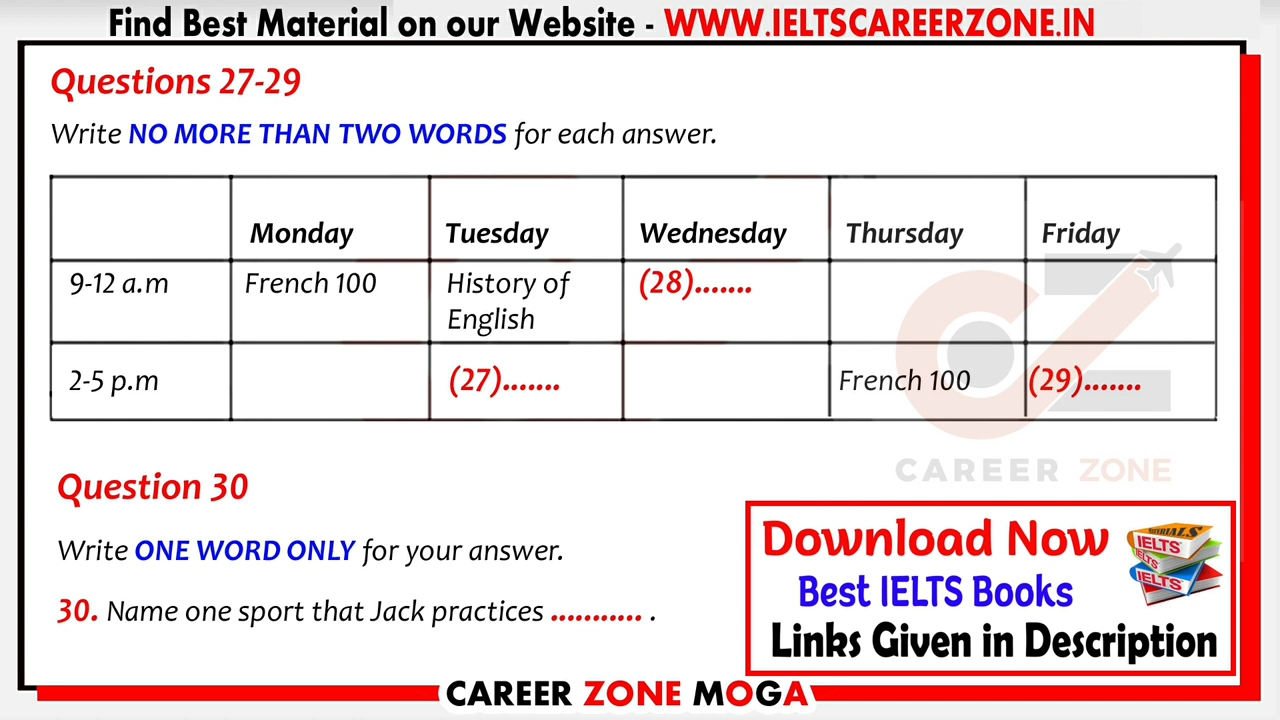 Find Best Material on our Website - WWW.IELTSCAREERZONE.IN
Questions 27-29
Write NO MORE THAN TWO WORDS for each answer.
Monday Tuesday Wednesday Thursday Friday
9-12 a.m French 100 History of (28).......
English
2-5 p.m (27)....... French 100 (29).......
CAREER ZONE
Question 30
Write ONE WORD ONLY for your answer.
30. Name one sport that Jack practices ........... .
Download Now
Best IELTS Books
Links Given in Description
MATERIALS
IELTS
IELTS
IELTS
CAREER ZONE MOGA